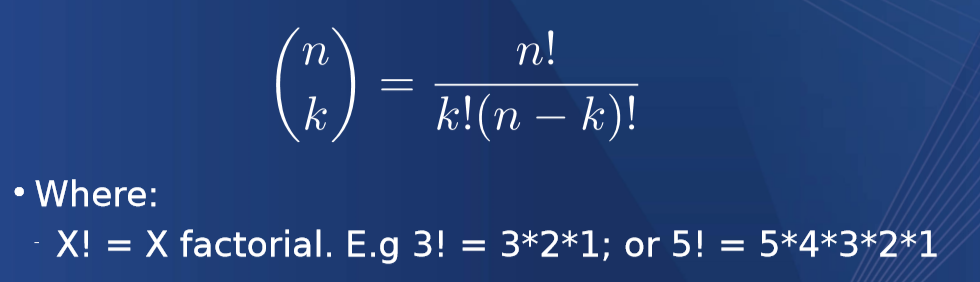 (n k) = n! / k!(n − k)!
• Where:
- X! = X factorial. E.g 3! = 3*2*1; or 5! = 5*4*3*2*1